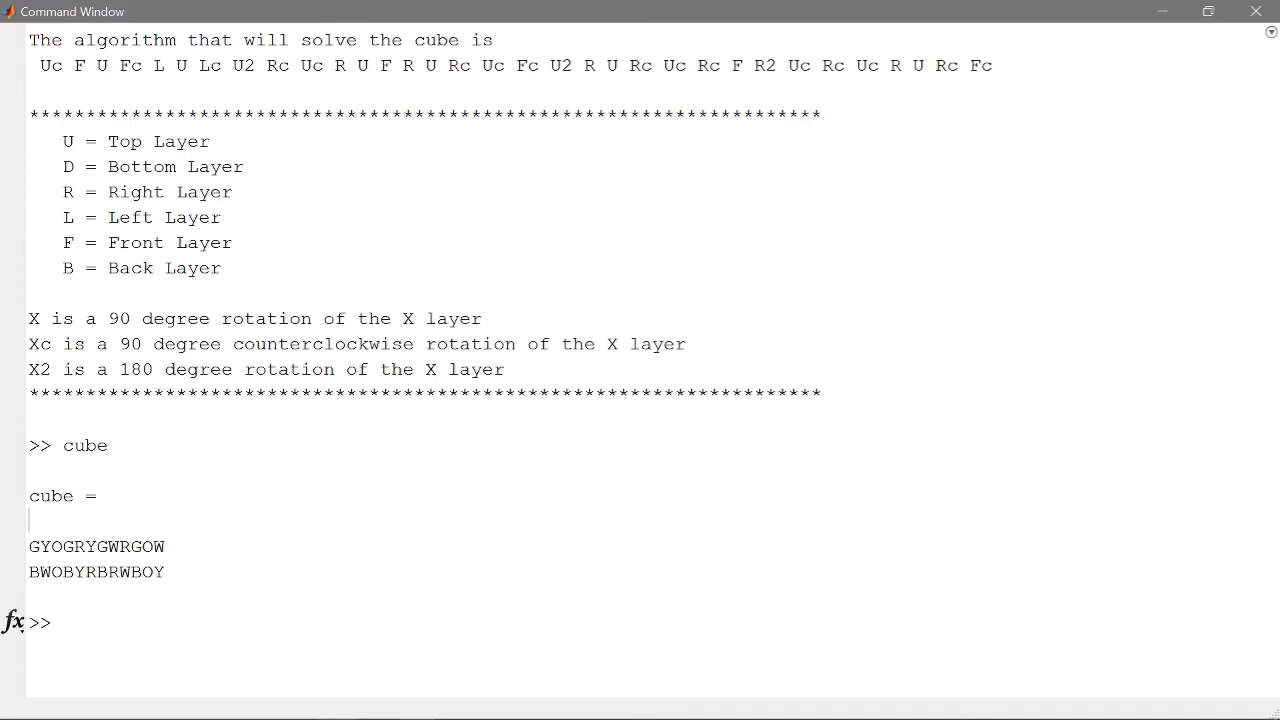 Command Window
The algorithm that will solve the cube is
Uc F U Fc L U Lc U2 Rc Uc R U F R U Rc Uc Fc U2 R U Rc Uc Rc F R2 Uc Rc Uc R U Rc Fc
**********************************************************************
U = Top Layer
D = Bottom Layer
R = Right Layer
L = Left Layer
F = Front Layer
B = Back Layer
X is a 90 degree rotation of the X layer
Xc is a 90 degree counterclockwise rotation of the X layer
X2 is a 180 degree rotation of the X layer
**********************************************************************
>> cube
cube =
GYOGRYGWRGOW
BWOBYRBRWBOY
fx >>